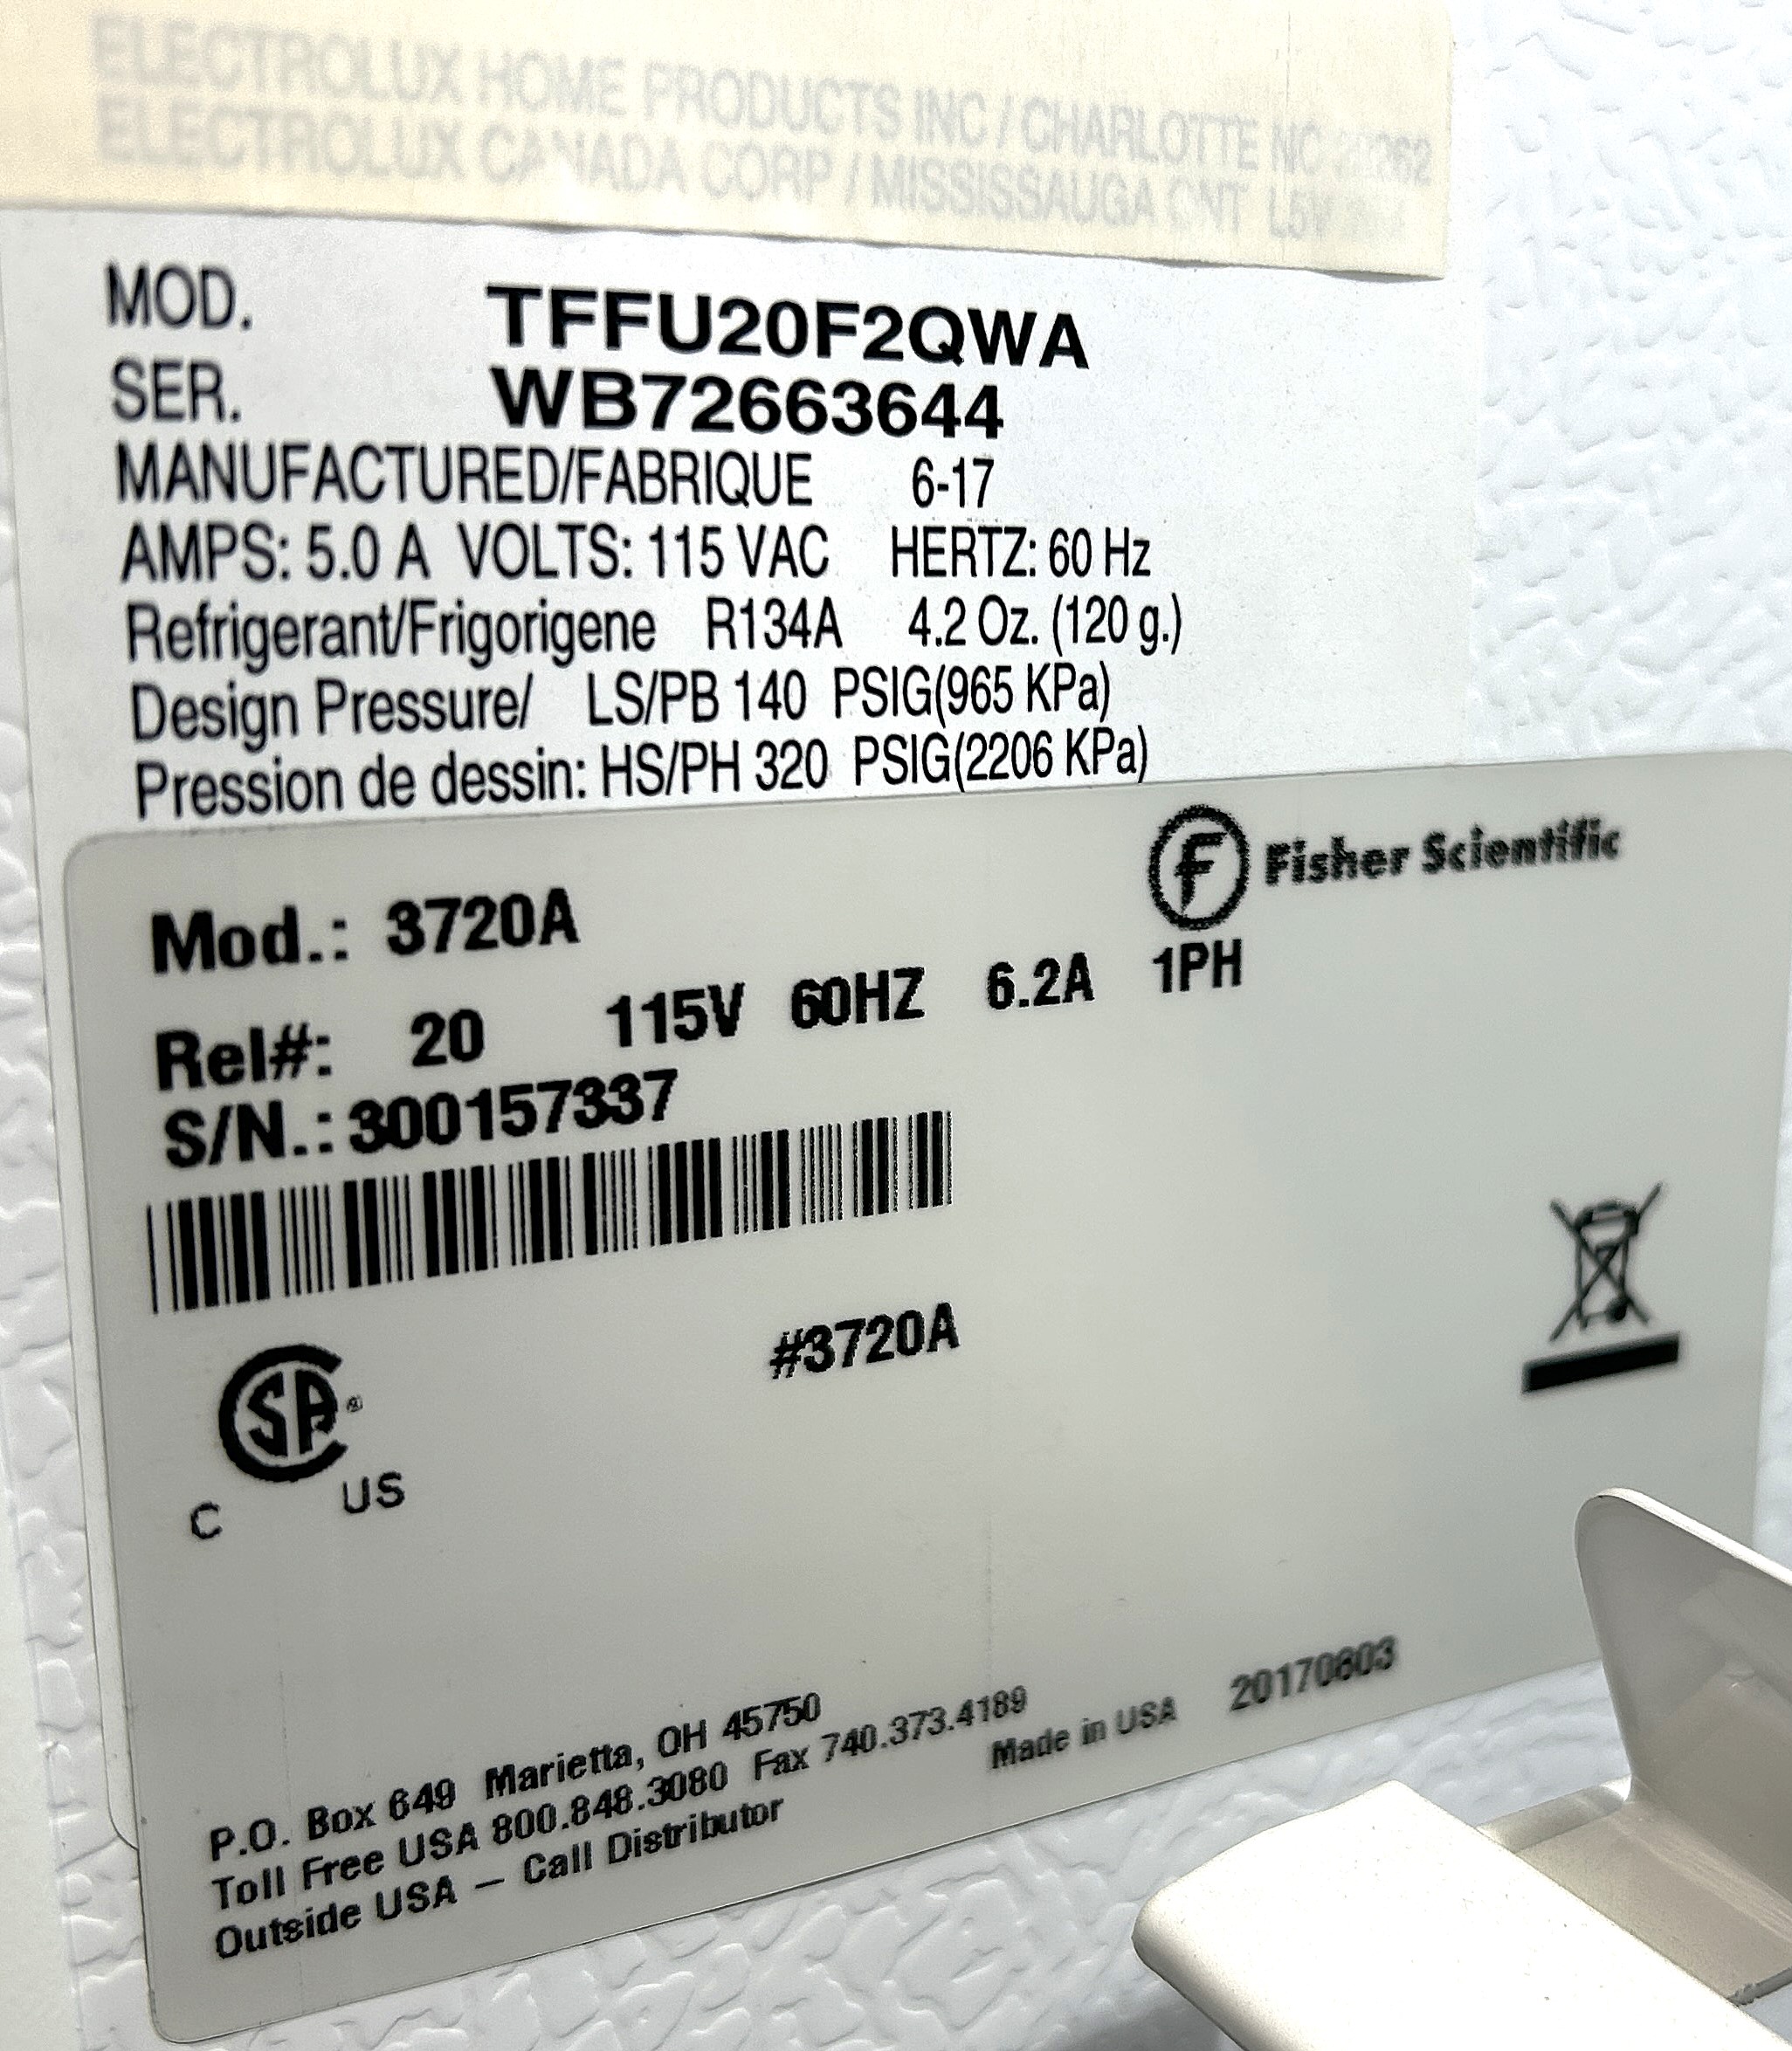 ELECTROLUX HOME PRODUCTS INC / CHARLOTTE NC
ELECTROLUX CANADA CORP / MISSISSAUGA ONT L5V
MOD. TFFU20F2QWA
SER. WB72663644
MANUFACTURED/FABRIQUE 6-17
AMPS: 5.0 A VOLTS: 115 VAC HERTZ: 60 Hz
Refrigerant/Frigorigene R134A 4.2 Oz. (120 g.)
Design Pressure/ LS/PB 140 PSIG(965 KPa)
Pression de dessin: HS/PH 320 PSIG(2206 KPa)
F Fisher Scientific
Mod.: 3720A
Rel#: 20 115V 60HZ 6.2A 1PH
S/N.: 300157337
#3720A
CSA ®
C US
P.O. Box 649 Marietta, OH 45750
Toll Free USA 800.848.3080 Fax 740.373.4189
Outside USA – Call Distributor
Made in USA 20170803